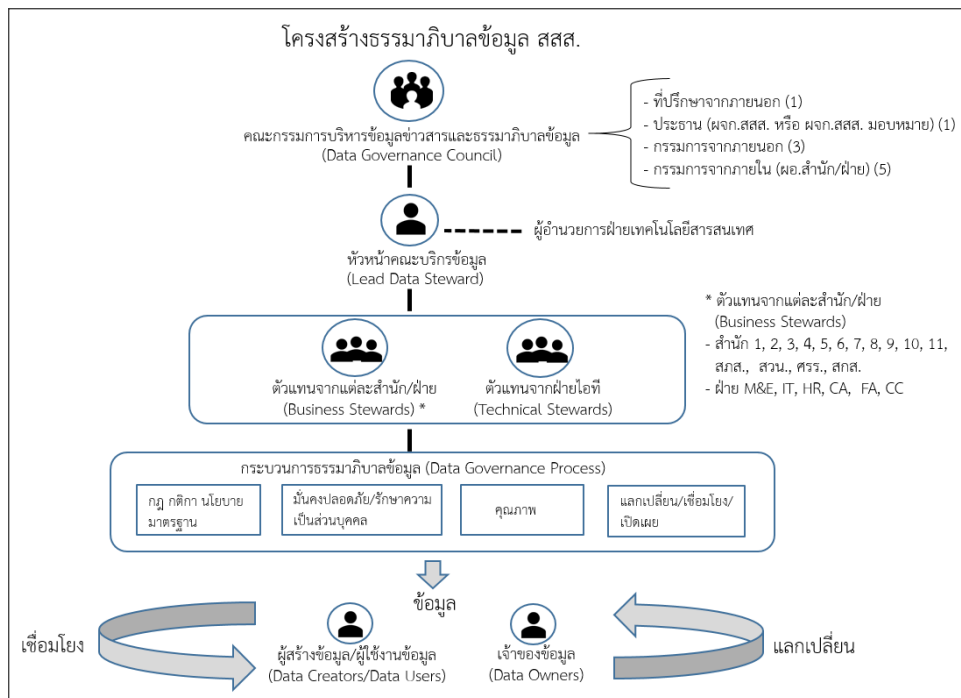 โครงสร้างธรรมาภิบาลข้อมูล สสส.
คณะกรรมการบริหารข้อมูลข่าวสารและธรรมาภิบาลข้อมูล
(Data Governance Council)
- ที่ปรึกษาจากภายนอก (1)
- ประธาน (ผจก.สสส. หรือ ผจก.สสส. มอบหมาย) (1)
- กรรมการจากภายนอก (3)
- กรรมการจากภายใน (ผอ.สำนัก/ฝ่าย) (5)
ผู้อำนวยการฝ่ายเทคโนโลยีสารสนเทศ
หัวหน้าคณะบริกรข้อมูล
(Lead Data Steward)
* ตัวแทนจากแต่ละสำนัก/ฝ่าย
(Business Stewards)
- สำนัก 1, 2, 3, 4, 5, 6, 7, 8, 9, 10, 11,
สภส., สวน., ศรร., สกส.
- ฝ่าย M&E, IT, HR, CA, FA, CC
ตัวแทนจากแต่ละสำนัก/ฝ่าย
(Business Stewards) *
ตัวแทนจากฝ่ายไอที
(Technical Stewards)
กระบวนการธรรมาภิบาลข้อมูล (Data Governance Process)
กฎ กติกา นโยบาย
มาตรฐาน
มั่นคงปลอดภัย/รักษาความ
เป็นส่วนบุคคล
คุณภาพ
แลกเปลี่ยน/เชื่อมโยง/
เปิดเผย
ข้อมูล
เชื่อมโยง
ผู้สร้างข้อมูล/ผู้ใช้งานข้อมูล
(Data Creators/Data Users)
เจ้าของข้อมูล
(Data Owners)
แลกเปลี่ยน